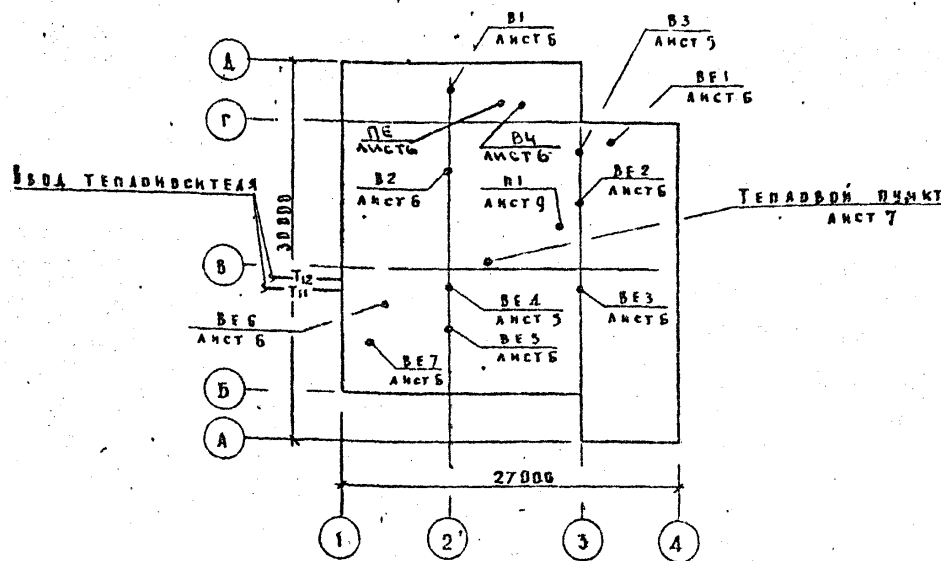 В1
ЛИСТ 6
В3
ЛИСТ 5
ВЕ1
ЛИСТ 6
Д
Г
ПЕ
ЛИСТ 6
В4
ЛИСТ 6
В2
ЛИСТ 6
П1
ЛИСТ 9
ВЕ2
ЛИСТ 6
ВВОД ТЕПЛОНОСИТЕЛЯ
30000
ТЕПЛОВОЙ ПУНКТ
ЛИСТ 7
В
Т12
Т11
ВЕ4
ЛИСТ 5
ВЕ3
ЛИСТ 6
ВЕ6
ЛИСТ 6
ВЕ5
ЛИСТ 6
ВЕ7
ЛИСТ 6
Б
А
27000
1
2
3
4